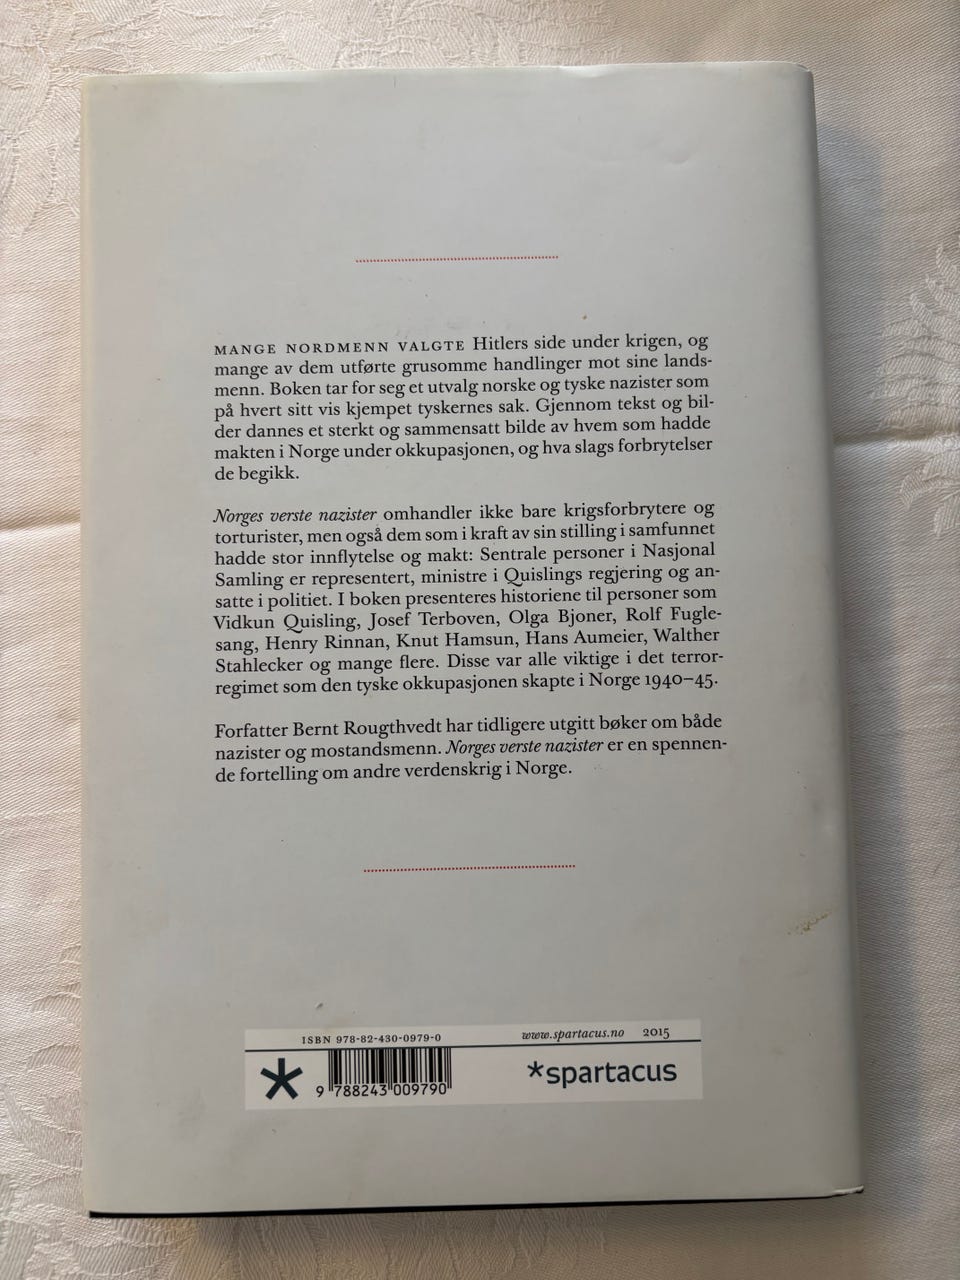 MANGE NORDMENN VALGTE Hitlers side under krigen, og
mange av dem utførte grusomme handlinger mot sine lands-
menn. Boken tar for seg et utvalg norske og tyske nazister som
på hvert sitt vis kjempet tyskernes sak. Gjennom tekst og bil-
der dannes et sterkt og sammensatt bilde av hvem som hadde
makten i Norge under okkupasjonen, og hva slags forbrytelser
de begikk.
Norges verste nazister omhandler ikke bare krigsforbrytere og
torturister, men også dem som i kraft av sin stilling i samfunnet
hadde stor innflytelse og makt: Sentrale personer i Nasjonal
Samling er representert, ministre i Quislings regjering og an-
satte i politiet. I boken presenteres historiene til personer som
Vidkun Quisling, Josef Terboven, Olga Bjoner, Rolf Fugle-
sang, Henry Rinnan, Knut Hamsun, Hans Aumeier, Walther
Stahlecker og mange flere. Disse var alle viktige i det terror-
regimet som den tyske okkupasjonen skapte i Norge 1940–45.
Forfatter Bernt Rougthvedt har tidligere utgitt bøker om både
nazister og mostandsmenn. Norges verste nazister er en spennen-
de fortelling om andre verdenskrig i Norge.
ISBN 978-82-430-0979-0 www.spartacus.no 2015
*spartacus
9 788243 009790